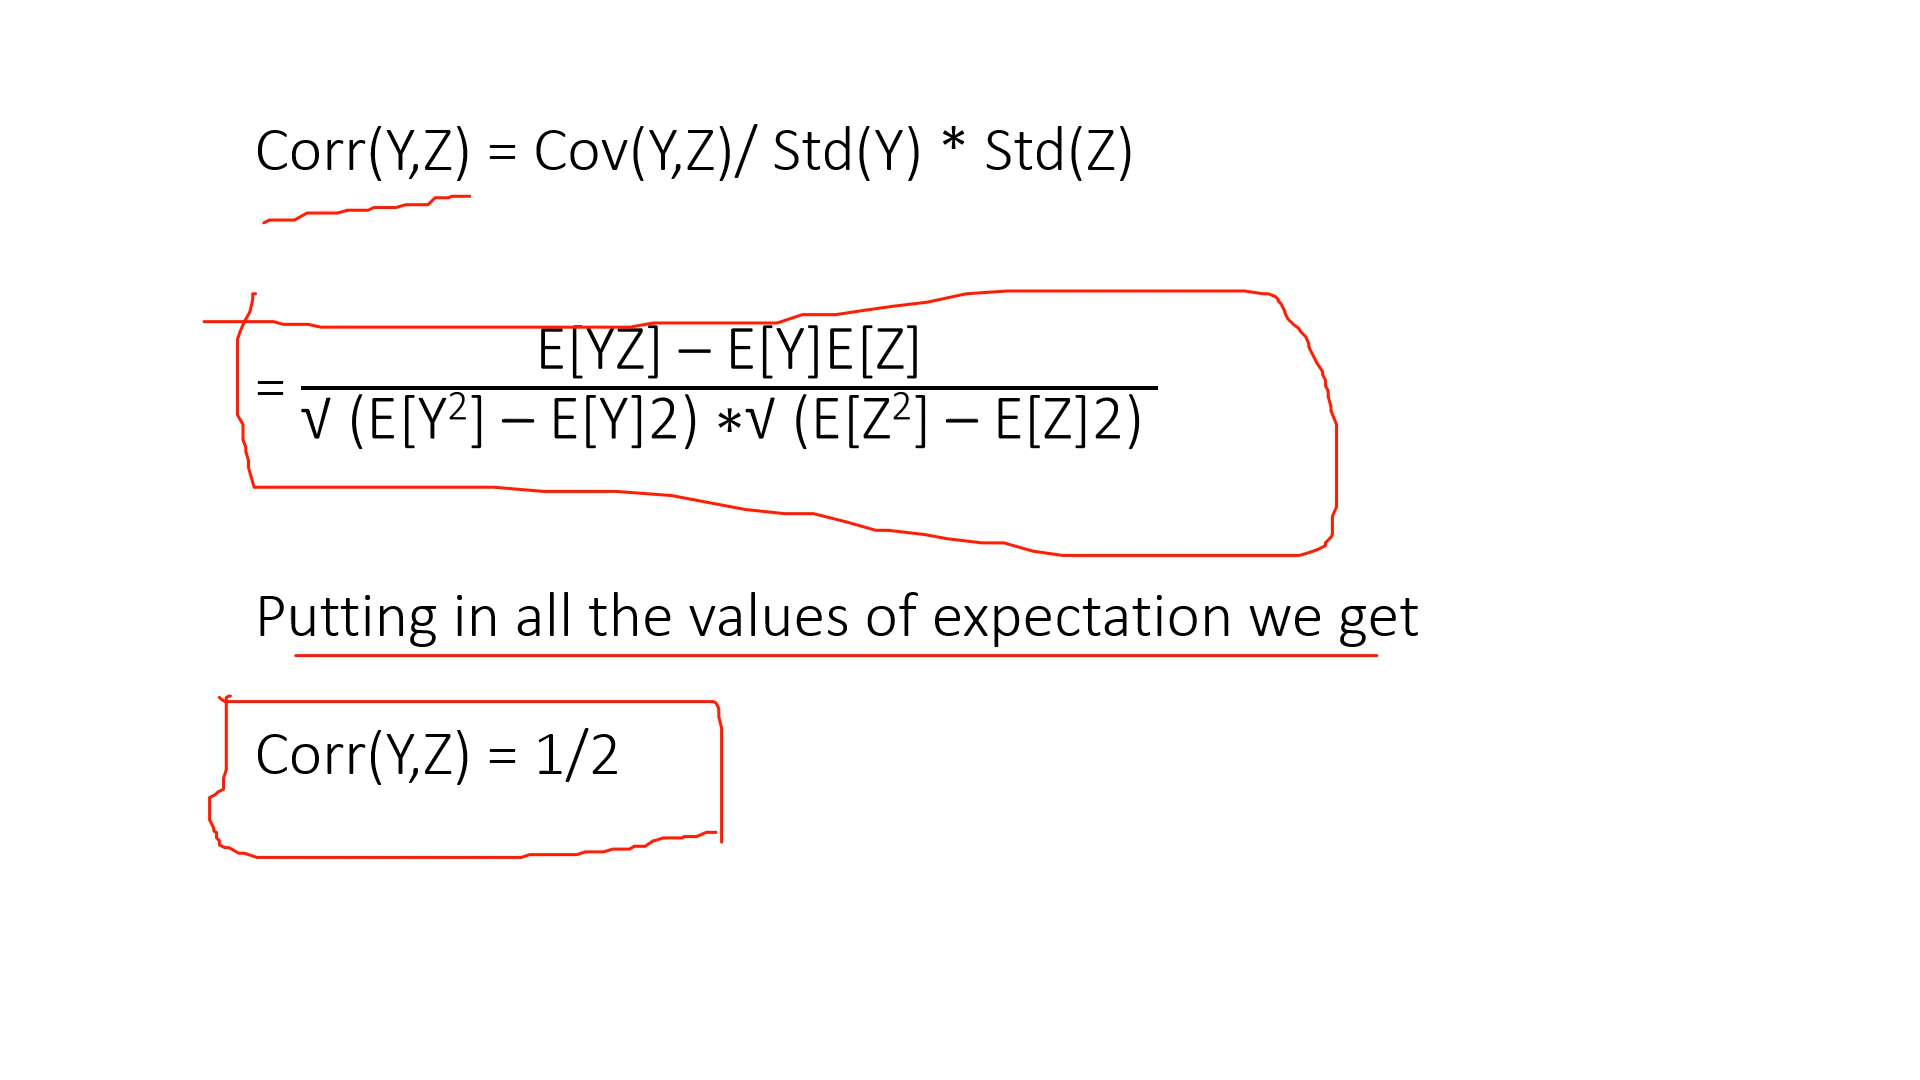 Corr(Y,Z) = Cov(Y,Z)/ Std(Y) * Std(Z)
E[YZ] – E[Y]E[Z]
= √ (E[Y²] – E[Y]2) *√ (E[Z²] – E[Z]2)
Putting in all the values of expectation we get
Corr(Y,Z) = 1/2